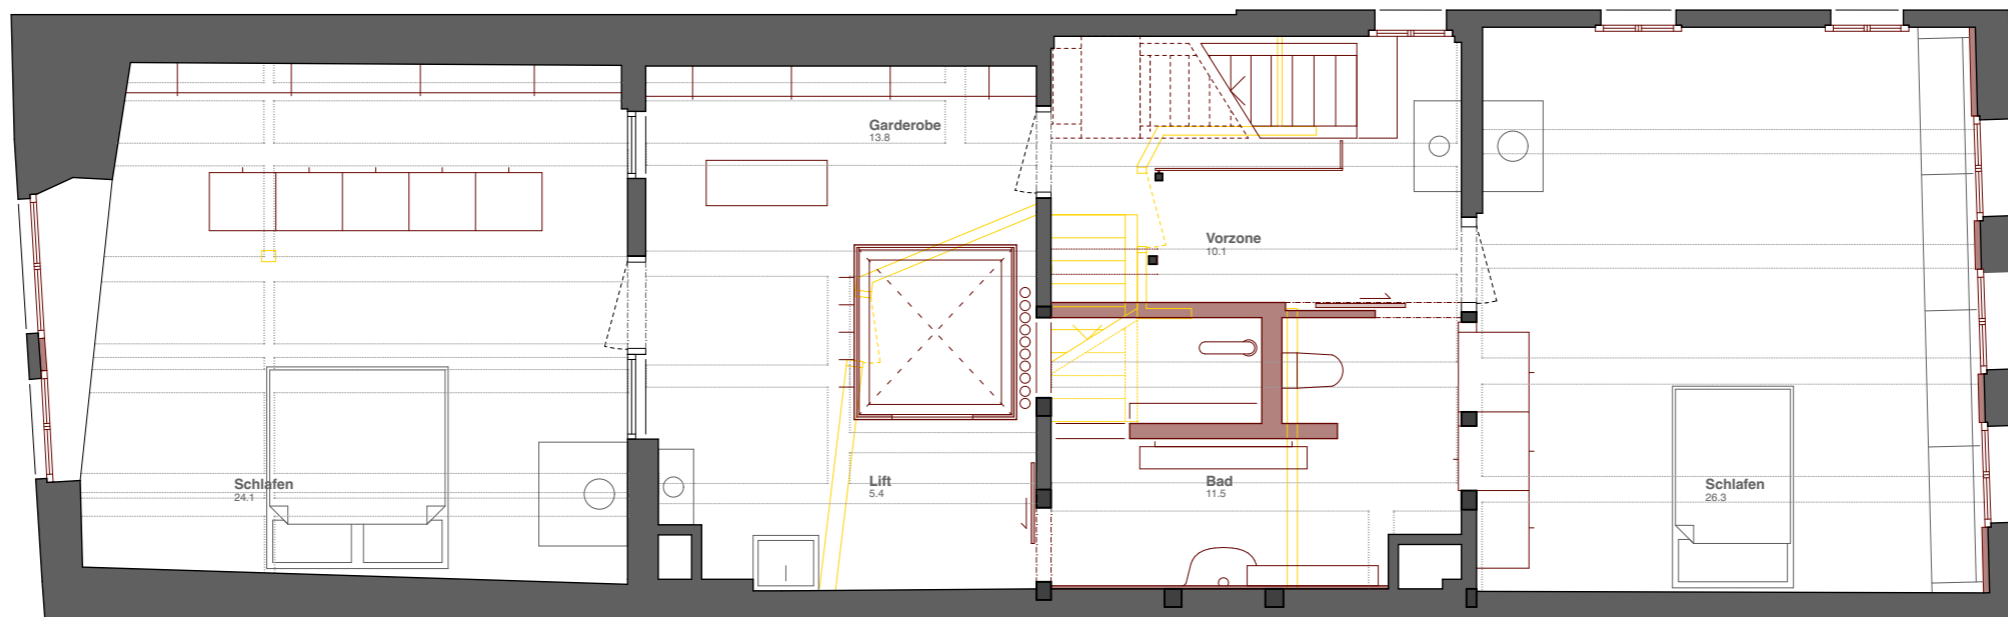 Garderobe
13.8
Vorzone
10.1
Schlafen
24.1
Lift
5.4
Bad
11.5
Schlafen
26.3